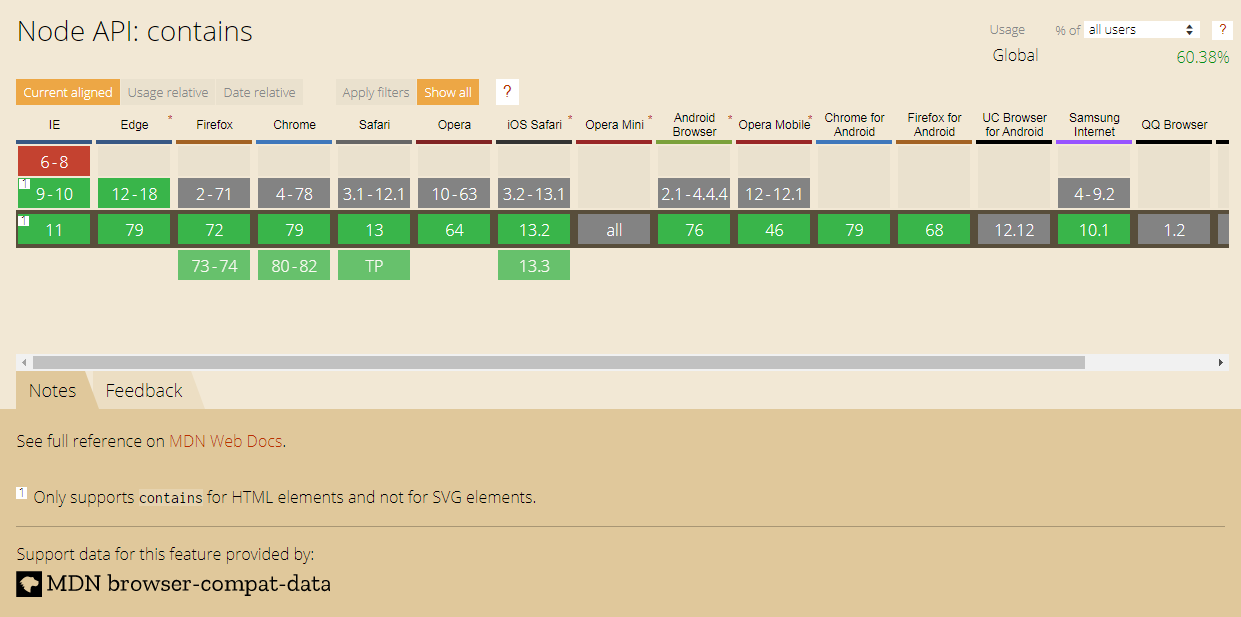 Node API: contains
Usage % of all users ?
Global 60.38%
Current aligned Usage relative Date relative Apply filters Show all ?
IE Edge * Firefox Chrome Safari Opera iOS Safari * Opera Mini * Android Browser * Opera Mobile * Chrome for Android Firefox for Android UC Browser for Android Samsung Internet QQ Browser
6-8
1 9-10 12-18 2-71 4-78 3.1-12.1 10-63 3.2-13.1 2.1-4.4.4 12-12.1 4-9.2
1 11 79 72 79 13 64 13.2 all 76 46 79 68 12.12 10.1 1.2
73-74 80-82 TP 13.3
Notes Feedback
See full reference on MDN Web Docs.
1 Only supports contains for HTML elements and not for SVG elements.
Support data for this feature provided by:
MDN browser-compat-data